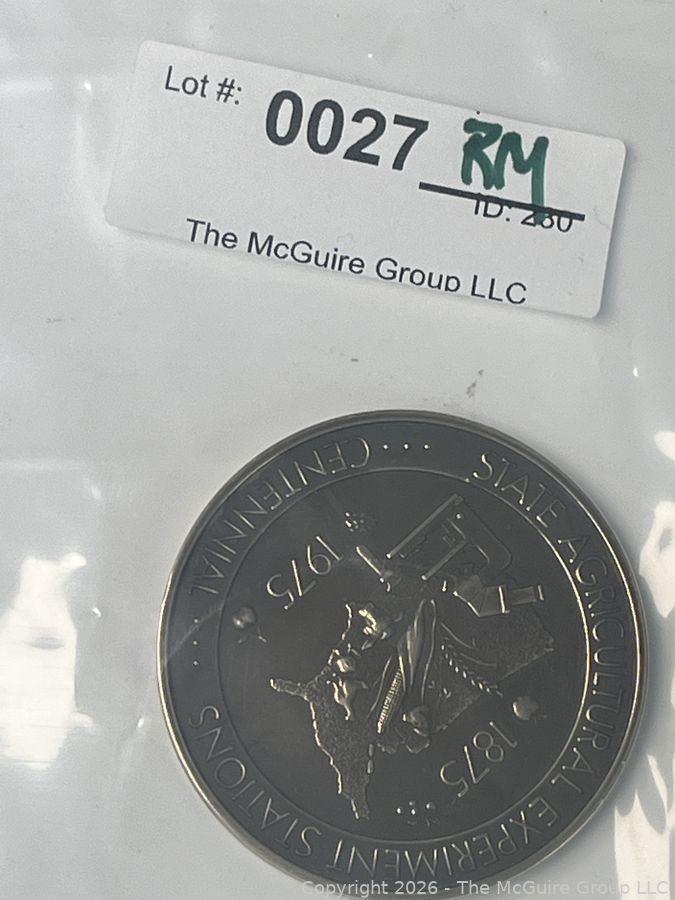 Lot #:
0027
RM
ID: 230
The McGuire Group LLC
STATE AGRICULTURAL EXPERIMENT STATIONS
CENTENNIAL
1875
1975
Copyright 2026 - The McGuire Group LLC